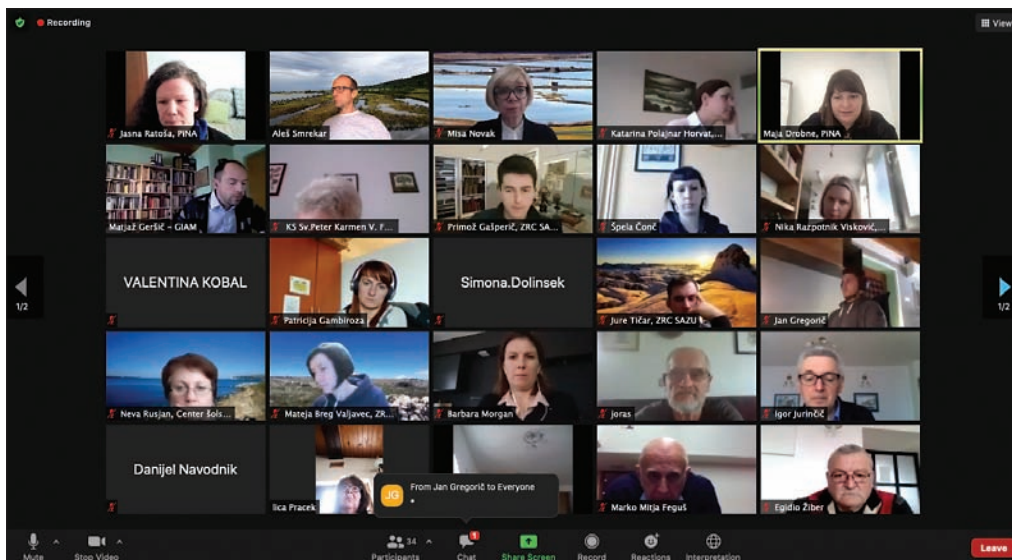 Recording
View
Jasna Ratoša, PiNA
Aleš Smrekar
Misa Novak
Katarina Polajnar Horvat,...
Maja Drobne, PiNA
Matjaž Geršič – GIAM
KS Sv.Peter Karmen V. F...
Primož Gašperič, ZRC SA...
Špela Čonč
Nika Razpotnik Visković,...
VALENTINA KOBAL
Patricija Gambiroza
Simona.Dolinsek
Jure Tičar, ZRC SAZU
Jan Gregorič
1/2
1/2
Neva Rusjan, Center šols...
Mateja Breg Valjavec, ZR...
Barbara Morgan
joras
Igor Jurinčič
Danijel Navodnik
lica Pracek
JG
From Jan Gregorič to Everyone
Marko Mitja Feguš
Egidio Žiber
Mute
Stop Video
34
Participants
1
Chat
Share Screen
Record
Reactions
Interpretation
Leave